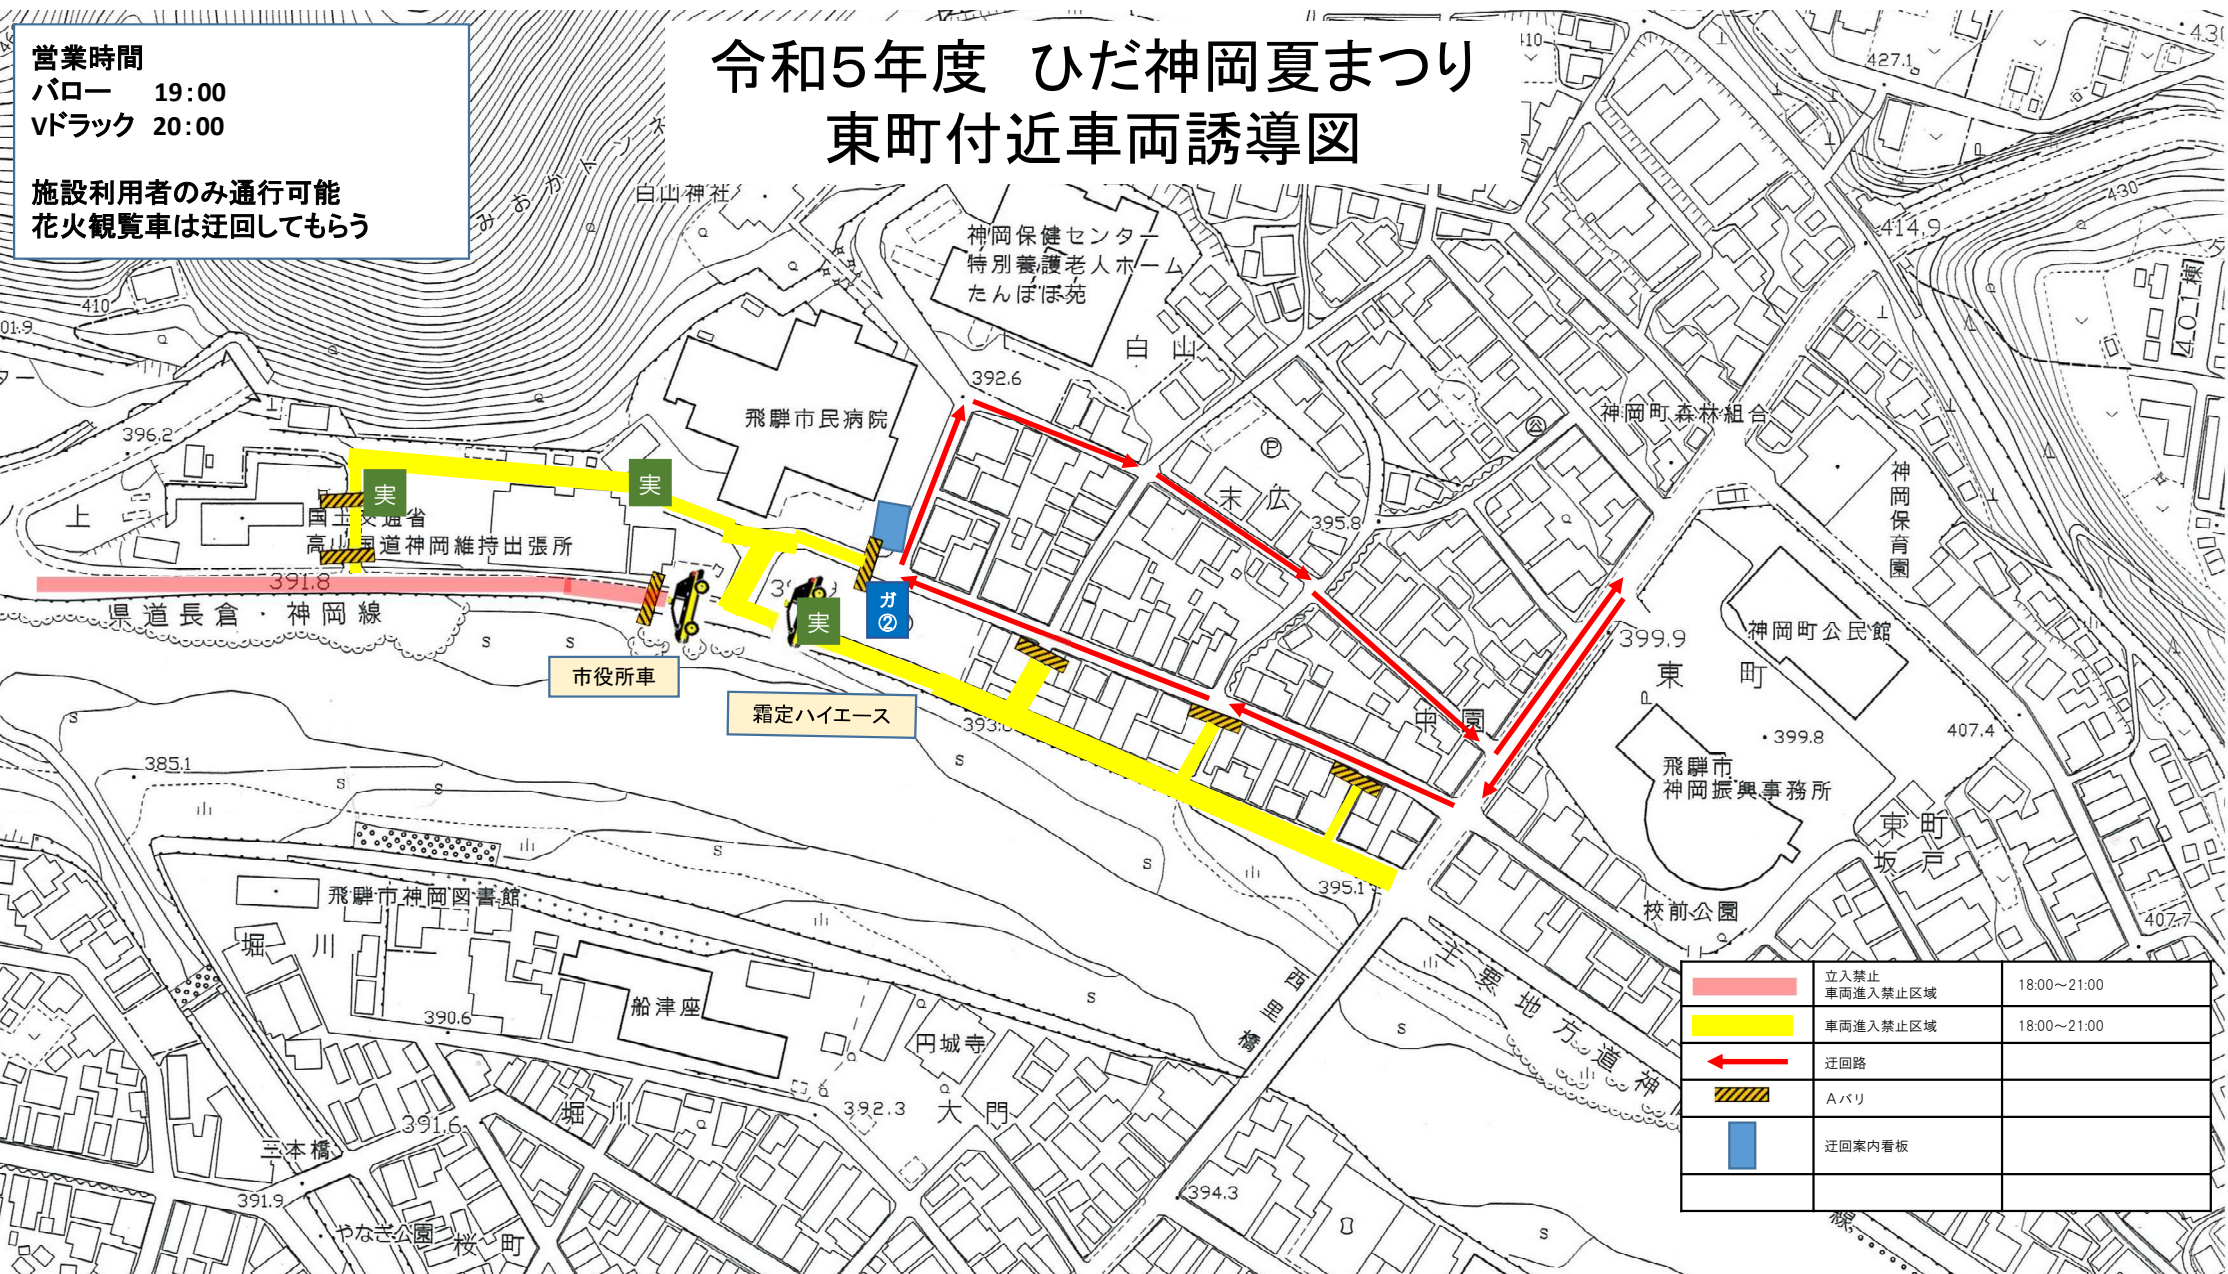 営業時間
バロー 19:00
Vドラック 20:00
施設利用者のみ通行可能
花火観覧車は迂回してもらう
令和５年度 ひだ神岡夏まつり
東町付近車両誘導図
410
427.1
430
414.9
430
白山神社
神岡保健センター
特別養護老人ホーム
たんぽぽ苑
白山
410
396.2
392.6
飛騨市民病院
神岡町森林組合
神岡保育園
末広
395.8
上
実
実
国土交通省
高山国道神岡維持出張所
391.8
県道長倉・神岡線
実
ガ
②
市役所車
霜定ハイエース
399.9
東町
神岡町公民館
中園
399.8
407.4
飛騨市
神岡振興事務所
東町
坂戸
385.1
395.1
校前公園
407.7
飛騨市神岡図書館
堀川
船津座
390.6
円城寺
西里橋
主要地方道神
391.6
堀川
392.3
大門
三本橋
391.9
やなぎ公園
桜町
394.3
線
立入禁止
車両進入禁止区域 18:00～21:00
車両進入禁止区域 18:00～21:00
迂回路
Aバリ
迂回案内看板